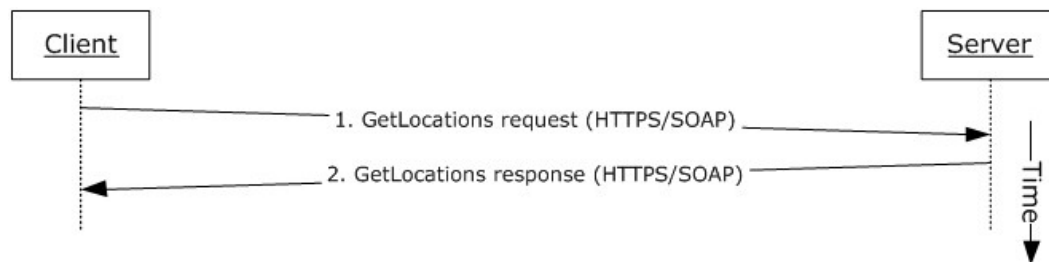 Client
Server
1. GetLocations request (HTTPS/SOAP)
2. GetLocations response (HTTPS/SOAP)
Time